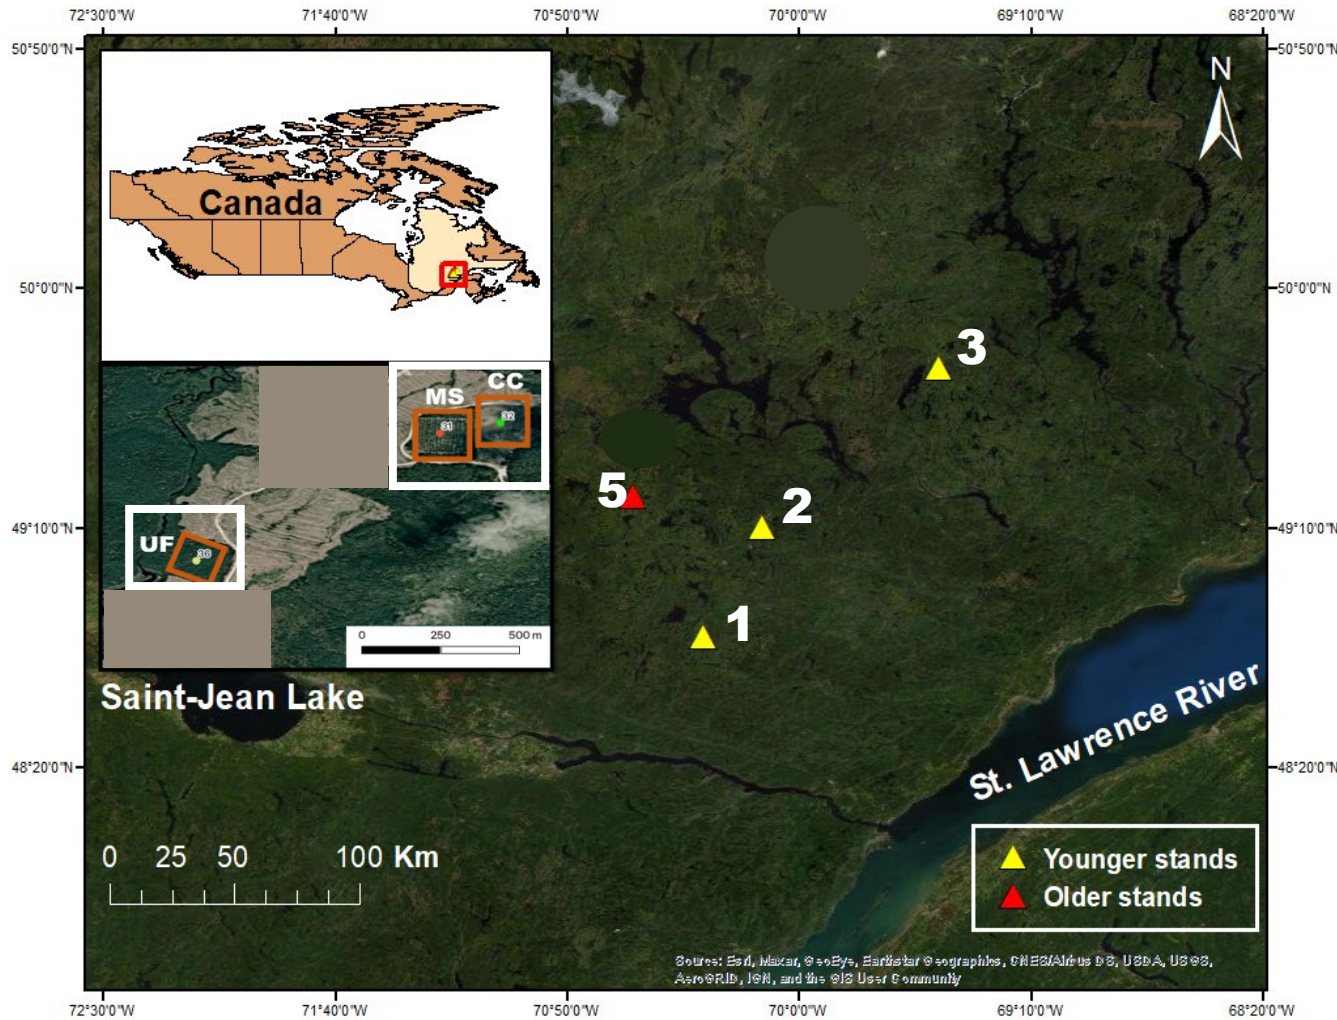 72°30'0"W 71°40'0"W 70°50'0"W 70°0'0"W 69°10'0"W 68°20'0"W
50°50'0"N 50°50'0"N
N
Canada
50°0'0"N 50°0'0"N
3
MS CC
31 32
5
2
49°10'0"N 49°10'0"N
UF
36
1
0 250 500 m
Saint-Jean Lake
St. Lawrence River
48°20'0"N 48°20'0"N
0 25 50 100 Km
Younger stands
Older stands
Source: Esri, Maxar, GeoEye, Earthstar Geographics, CNES/Airbus DS, USDA, USGS,
AeroGRID, IGN, and the GIS User Community
72°30'0"W 71°40'0"W 70°50'0"W 70°0'0"W 69°10'0"W 68°20'0"W